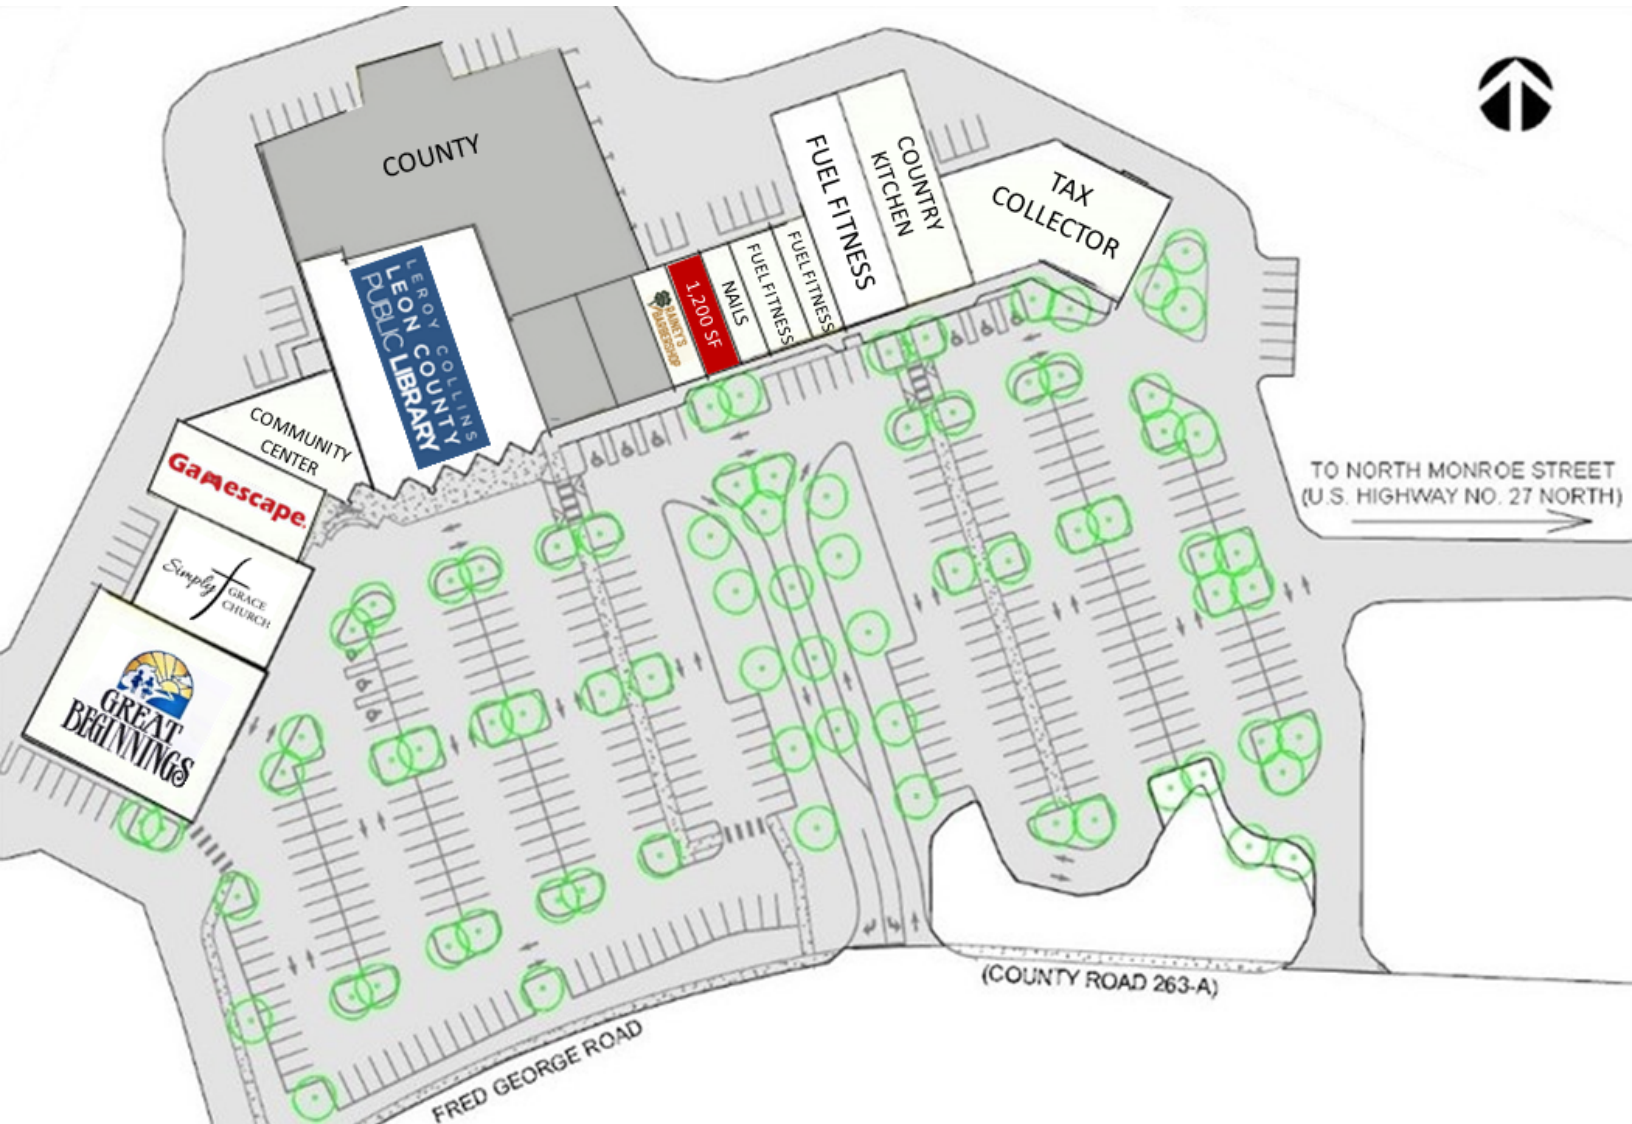 COUNTY
FUEL FITNESS
COUNTRY
KITCHEN
TAX
COLLECTOR
LEROY COLLINS
LEON COUNTY
PUBLIC LIBRARY
RAINEY'S
BARBERSHOP
1,200 SF
NAILS
FUEL FITNESS
FUEL FITNESS
COMMUNITY
CENTER
Gamescape
Simply
GRACE
CHURCH
GREAT
BEGINNINGS
TO NORTH MONROE STREET
(U.S. HIGHWAY NO. 27 NORTH)
(COUNTY ROAD 263-A)
FRED GEORGE ROAD